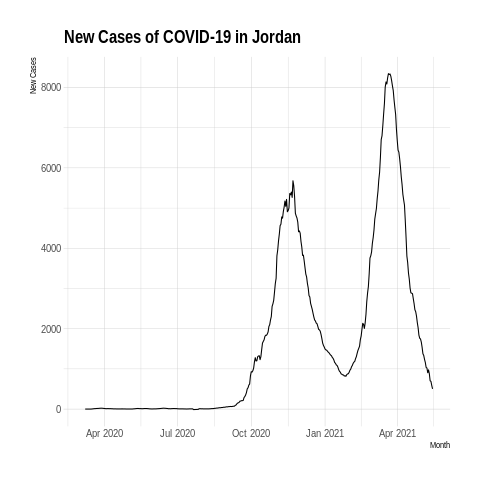 New Cases of COVID-19 in Jordan
New Cases
8000
6000
4000
2000
0
Apr 2020 Jul 2020 Oct 2020 Jan 2021 Apr 2021
Month